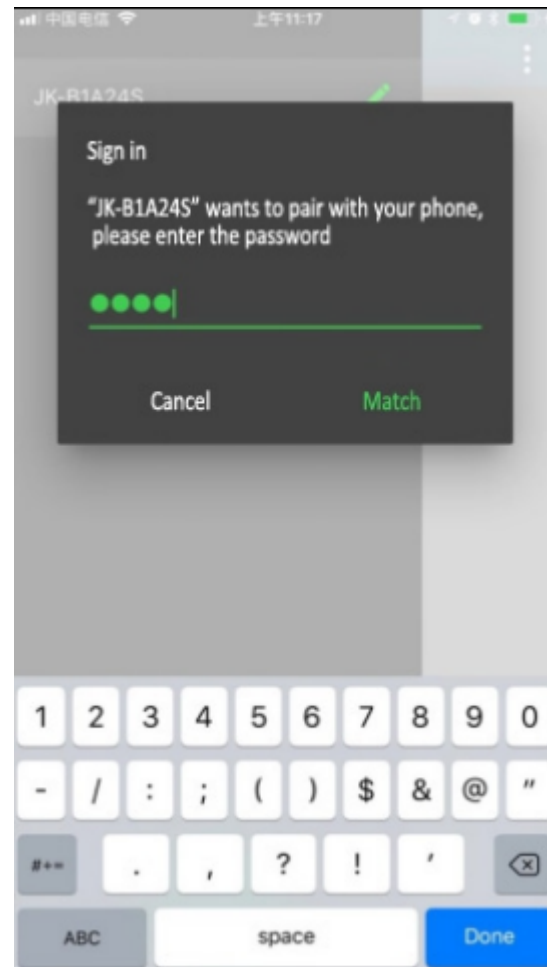 中国电信
上午11:17
JK-B1A24S
Sign in
“JK-B1A24S” wants to pair with your phone,
please enter the password
Cancel Match
1 2 3 4 5 6 7 8 9 0
- / : ; ( ) $ & @ "
#+= . , ? ! ’
ABC space Done